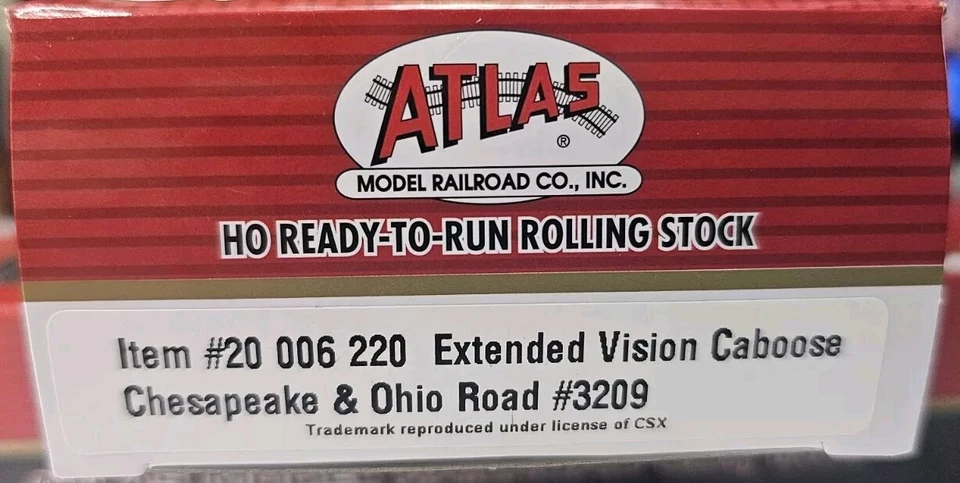 ATLAS
®
MODEL RAILROAD CO., INC.
HO READY-TO-RUN ROLLING STOCK
Item #20 006 220 Extended Vision Caboose
Chesapeake & Ohio Road #3209
Trademark reproduced under license of CSX